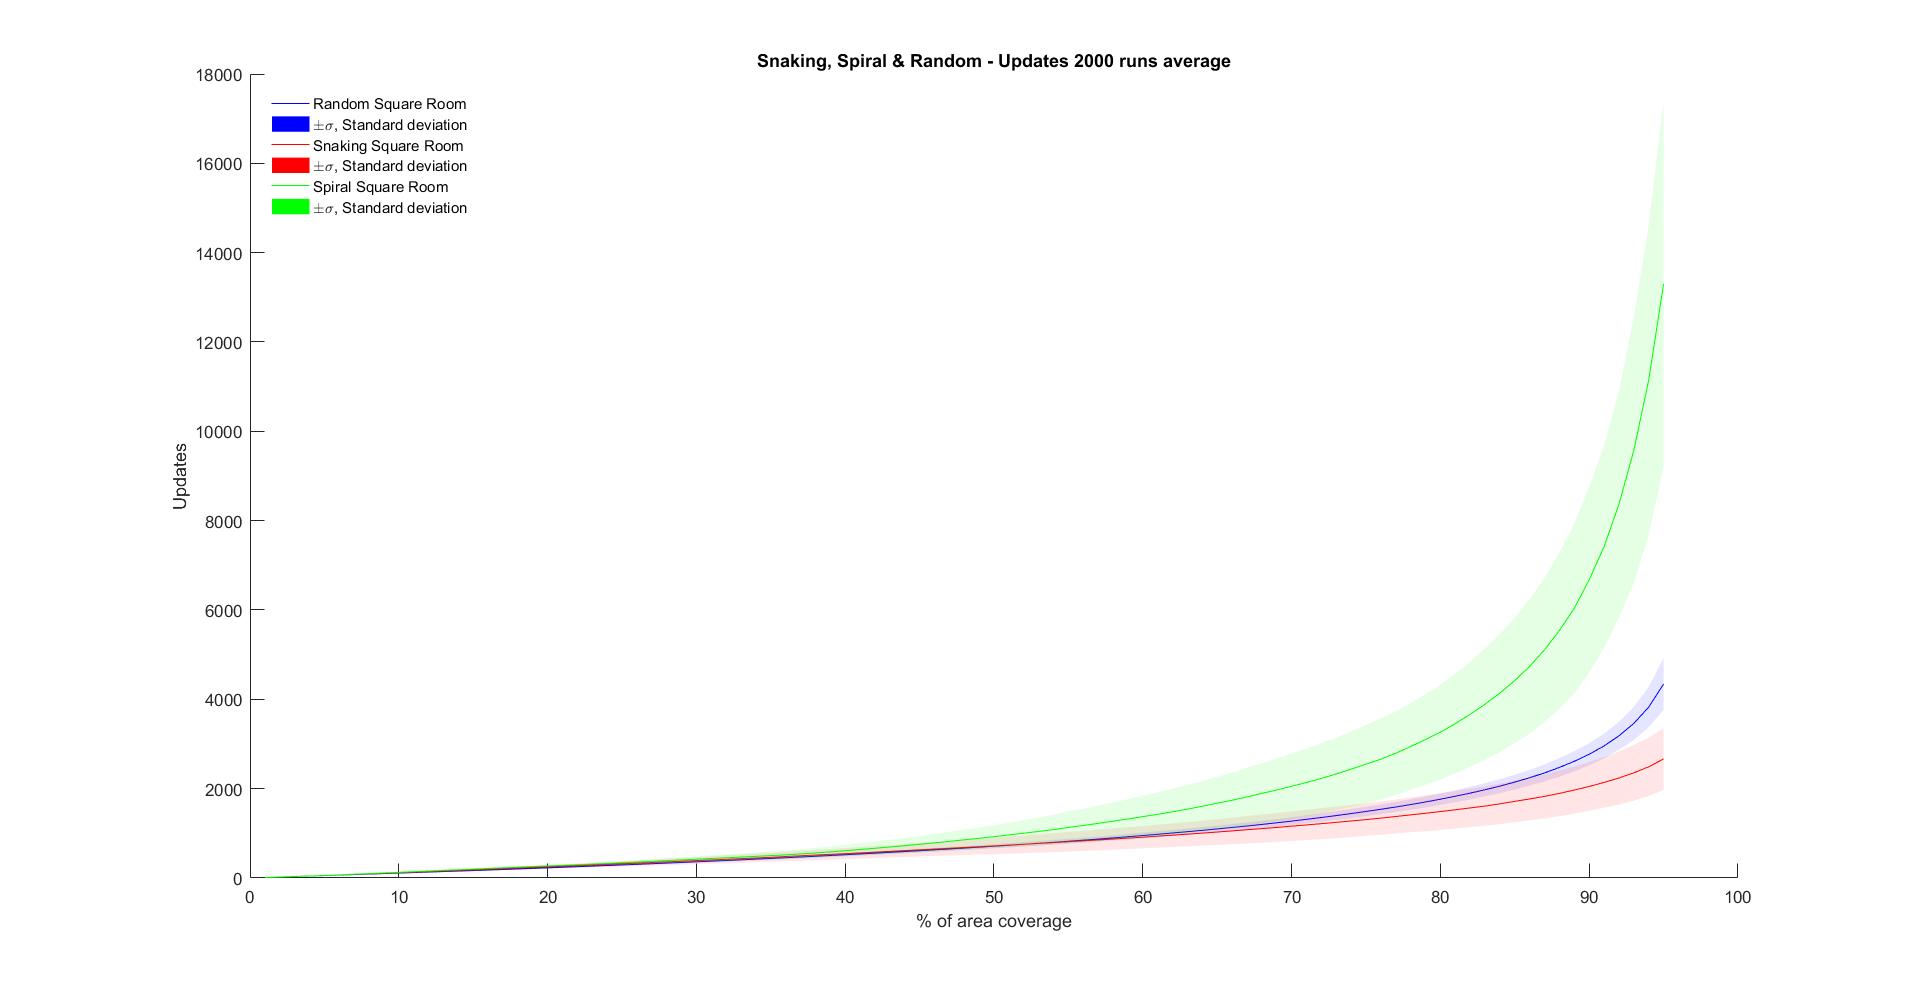 Snaking, Spiral & Random - Updates 2000 runs average
18000
16000
14000
12000
10000
8000
6000
4000
2000
0
Random Square Room
±σ, Standard deviation
Snaking Square Room
±σ, Standard deviation
Spiral Square Room
±σ, Standard deviation
Updates
0 10 20 30 40 50 60 70 80 90 100
% of area coverage